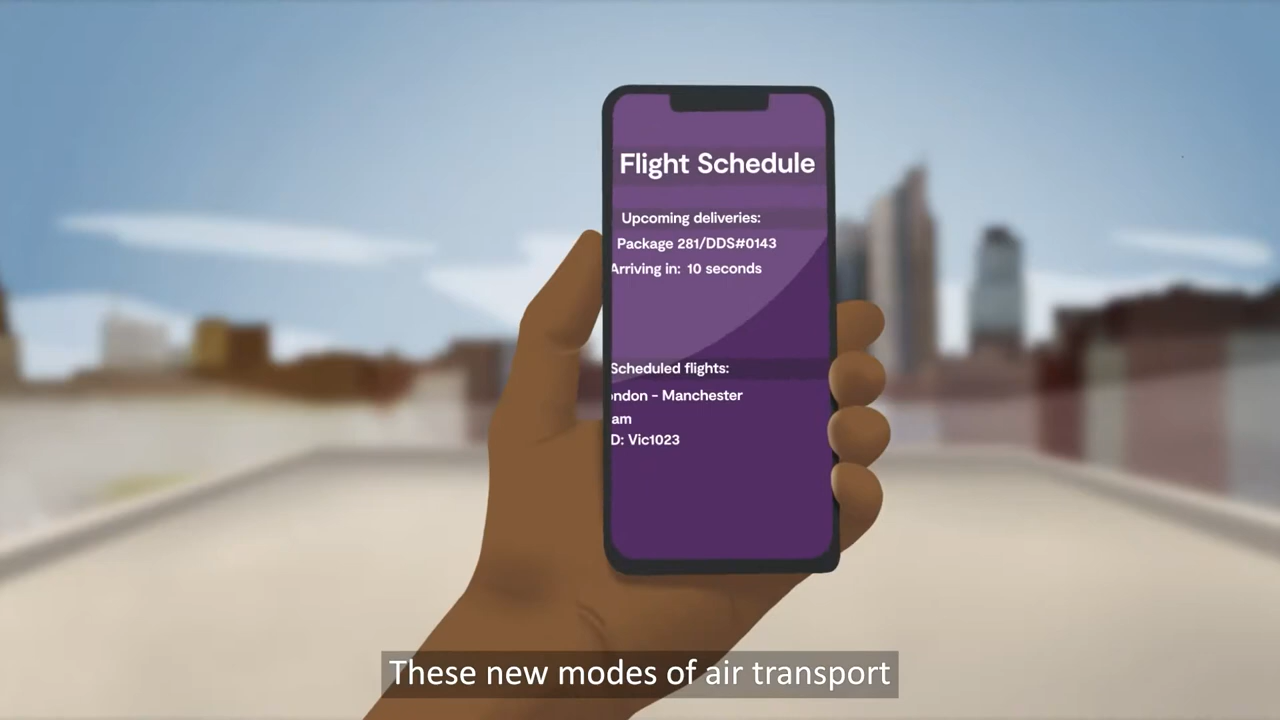 Flight Schedule
Upcoming deliveries:
Package 281/DDS#0143
Arriving in: 10 seconds
Scheduled flights:
ondon - Manchester
am
D: Vic1023
These new modes of air transport